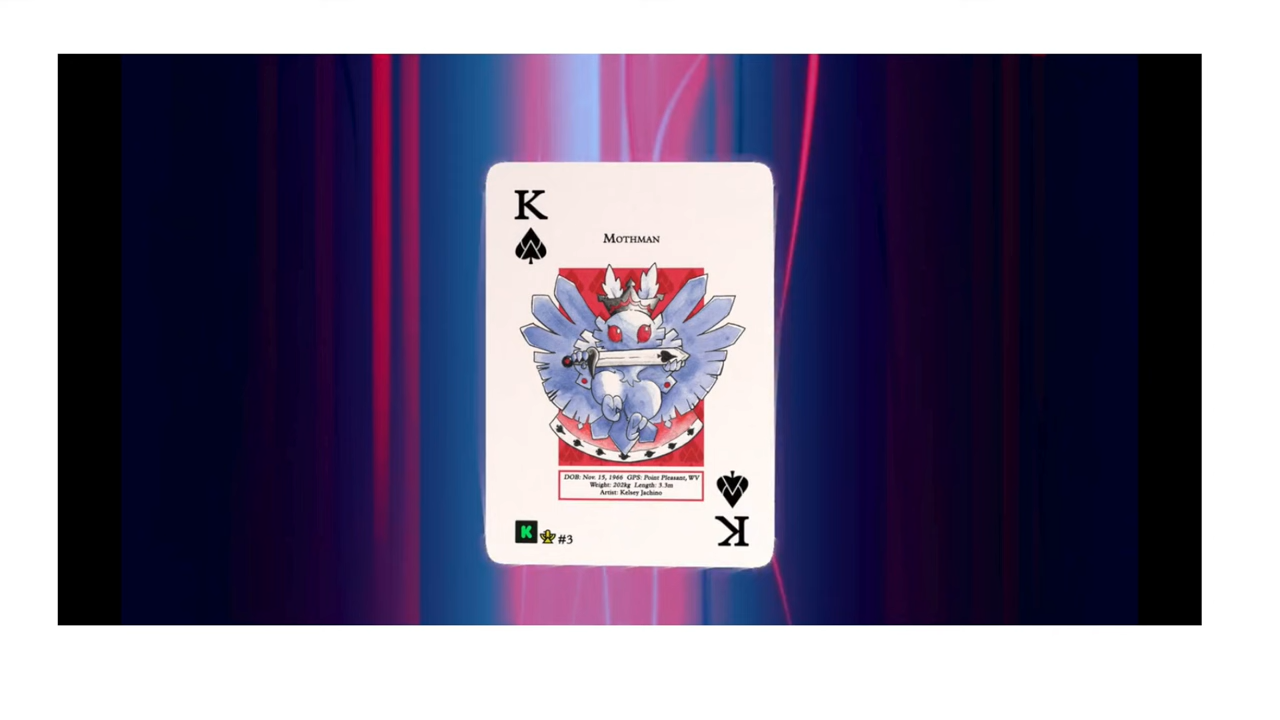 K
MOTHMAN
DOB: Nov. 15, 1966 GPS: Point Pleasant, WV
Weight: 202kg Length: 3.3m
Artist: Kelsey Jachino
K #3
K